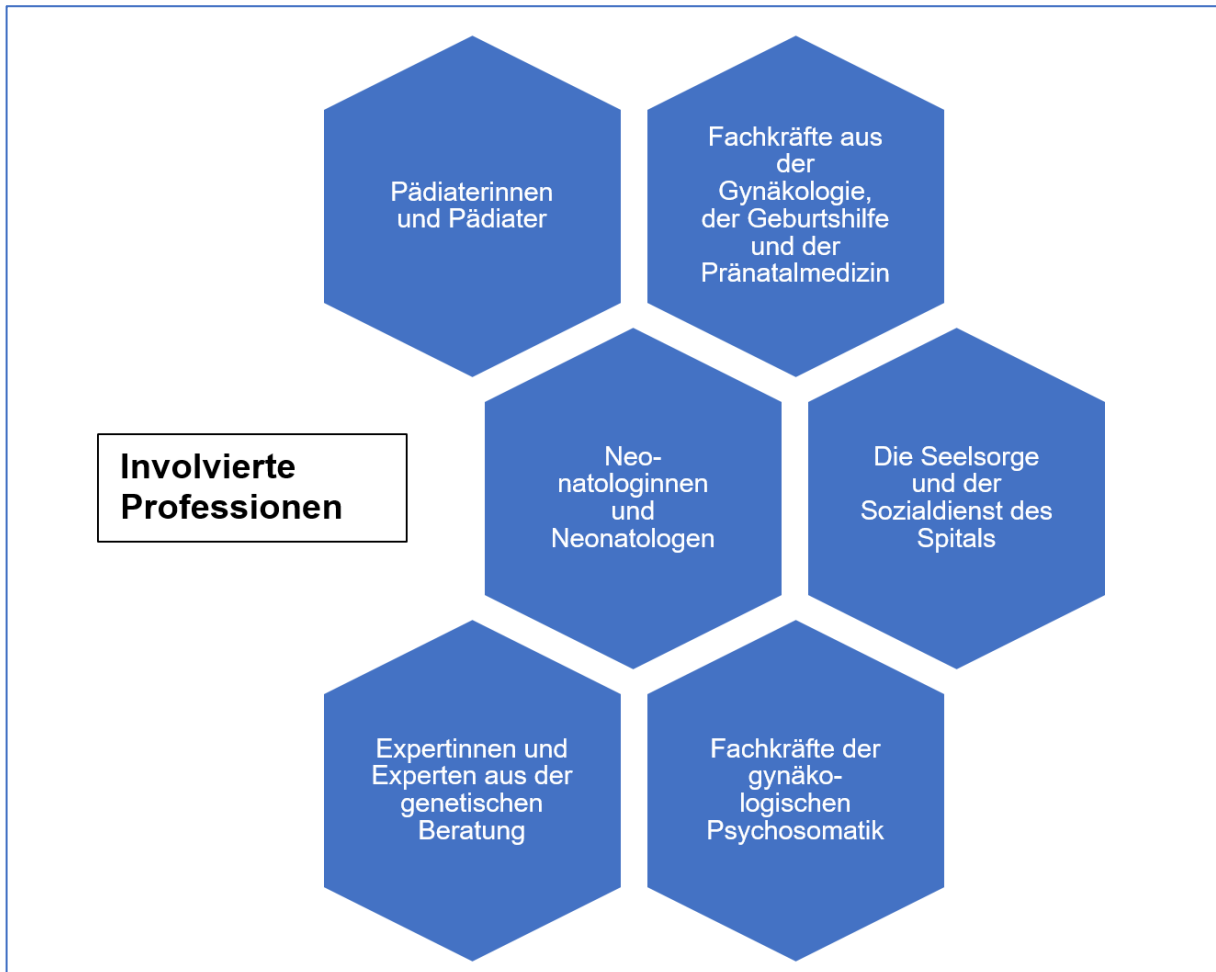 Pädiaterinnen
und Pädiater
Fachkräfte aus
der
Gynäkologie,
der Geburtshilfe
und der
Pränatalmedizin
Involvierte
Professionen
Neo-
natologinnen
und
Neonatologen
Die Seelsorge
und der
Sozialdienst des
Spitals
Expertinnen und
Experten aus der
genetischen
Beratung
Fachkräfte der
gynäko-
logischen
Psychosomatik